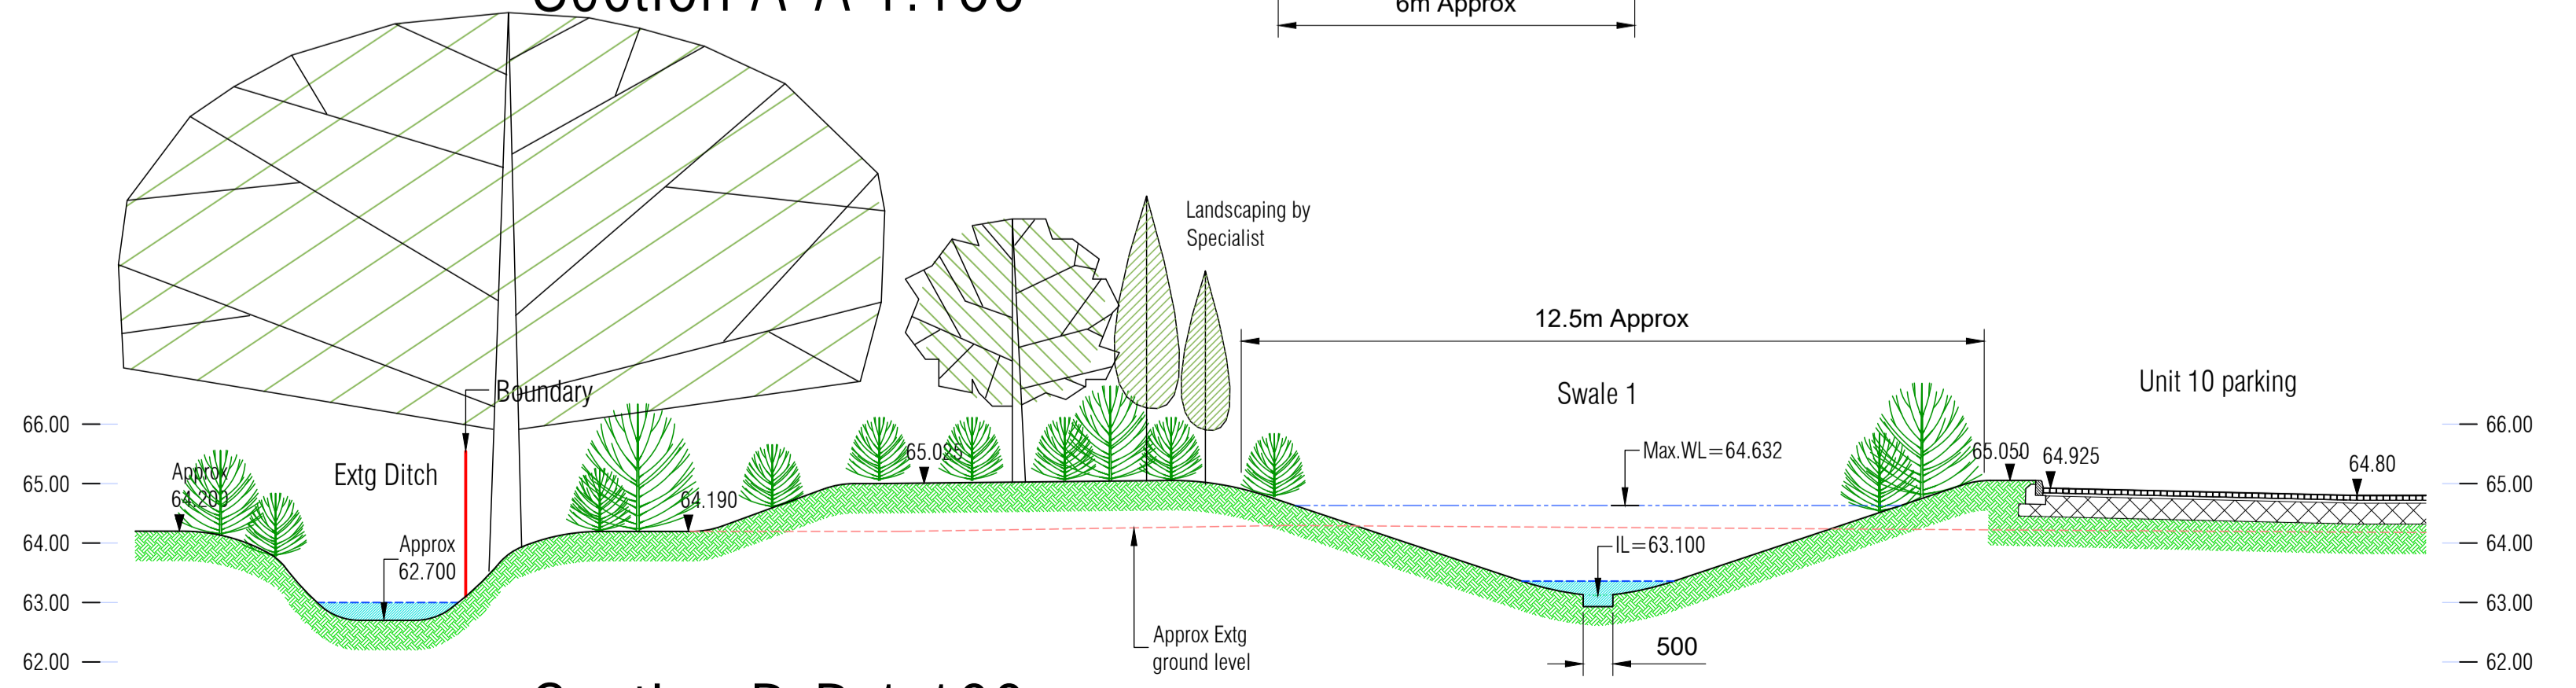 Section A-A 1:100
6m Approx
Landscaping by
Specialist
12.5m Approx
Boundary
Swale 1
Unit 10 parking
66.00
66.00
Extg Ditch
Approx
64.200
65.025
Max.WL=64.632
65.050
64.925
64.80
65.00
65.00
64.190
64.00
Approx
62.700
IL=63.100
64.00
63.00
63.00
Approx Extg
ground level
500
62.00
62.00